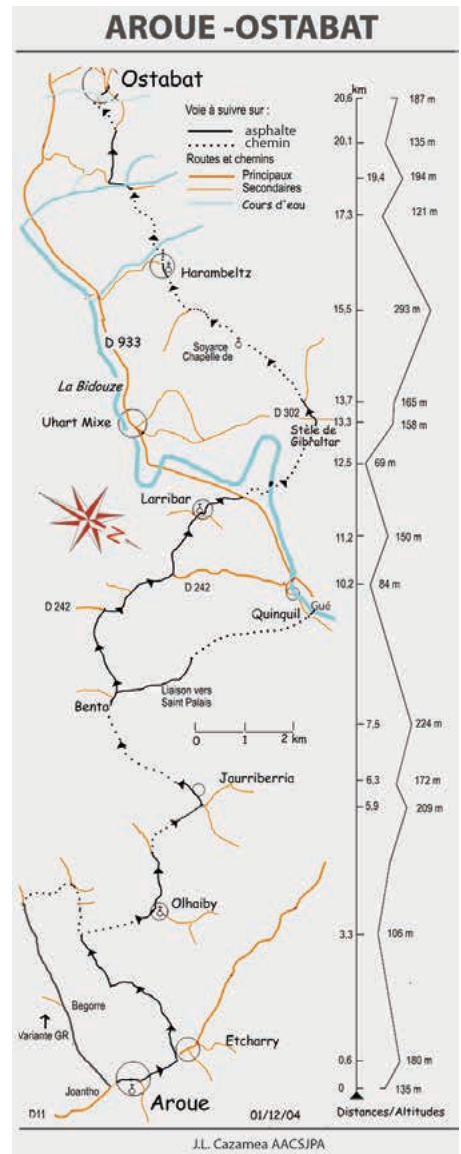 AROUE -OSTABAT
Ostabat
Voie à suivre sur :
asphalte
chemin
Routes et chemins
Principaux
Secondaires
Cours d'eau
Harambeltz
Soyarce
Chapelle de
D 933
La Bidouze
Uhart Mixe
D 302
Stèle de
Gibraltar
N
Larribar
D 242
D 242
Quinquil
Gué
Liaison vers
Saint Palais
Benta
0 1 2 km
Jaurriberria
Olhaiby
Begorre
Variante GR
Etcharry
Joantho
Aroue
D11
01/12/04
km
20,6 187 m
20,1 135 m
19,4 194 m
17,3 121 m
15,5 293 m
13,7 165 m
13,3 158 m
12,5 69 m
11,2 150 m
10,2 84 m
7,5 224 m
6,3 172 m
5,9 209 m
3,3 106 m
0,6 180 m
0 135 m
Distances/Altitudes
J.L. Cazamea AACSJPA